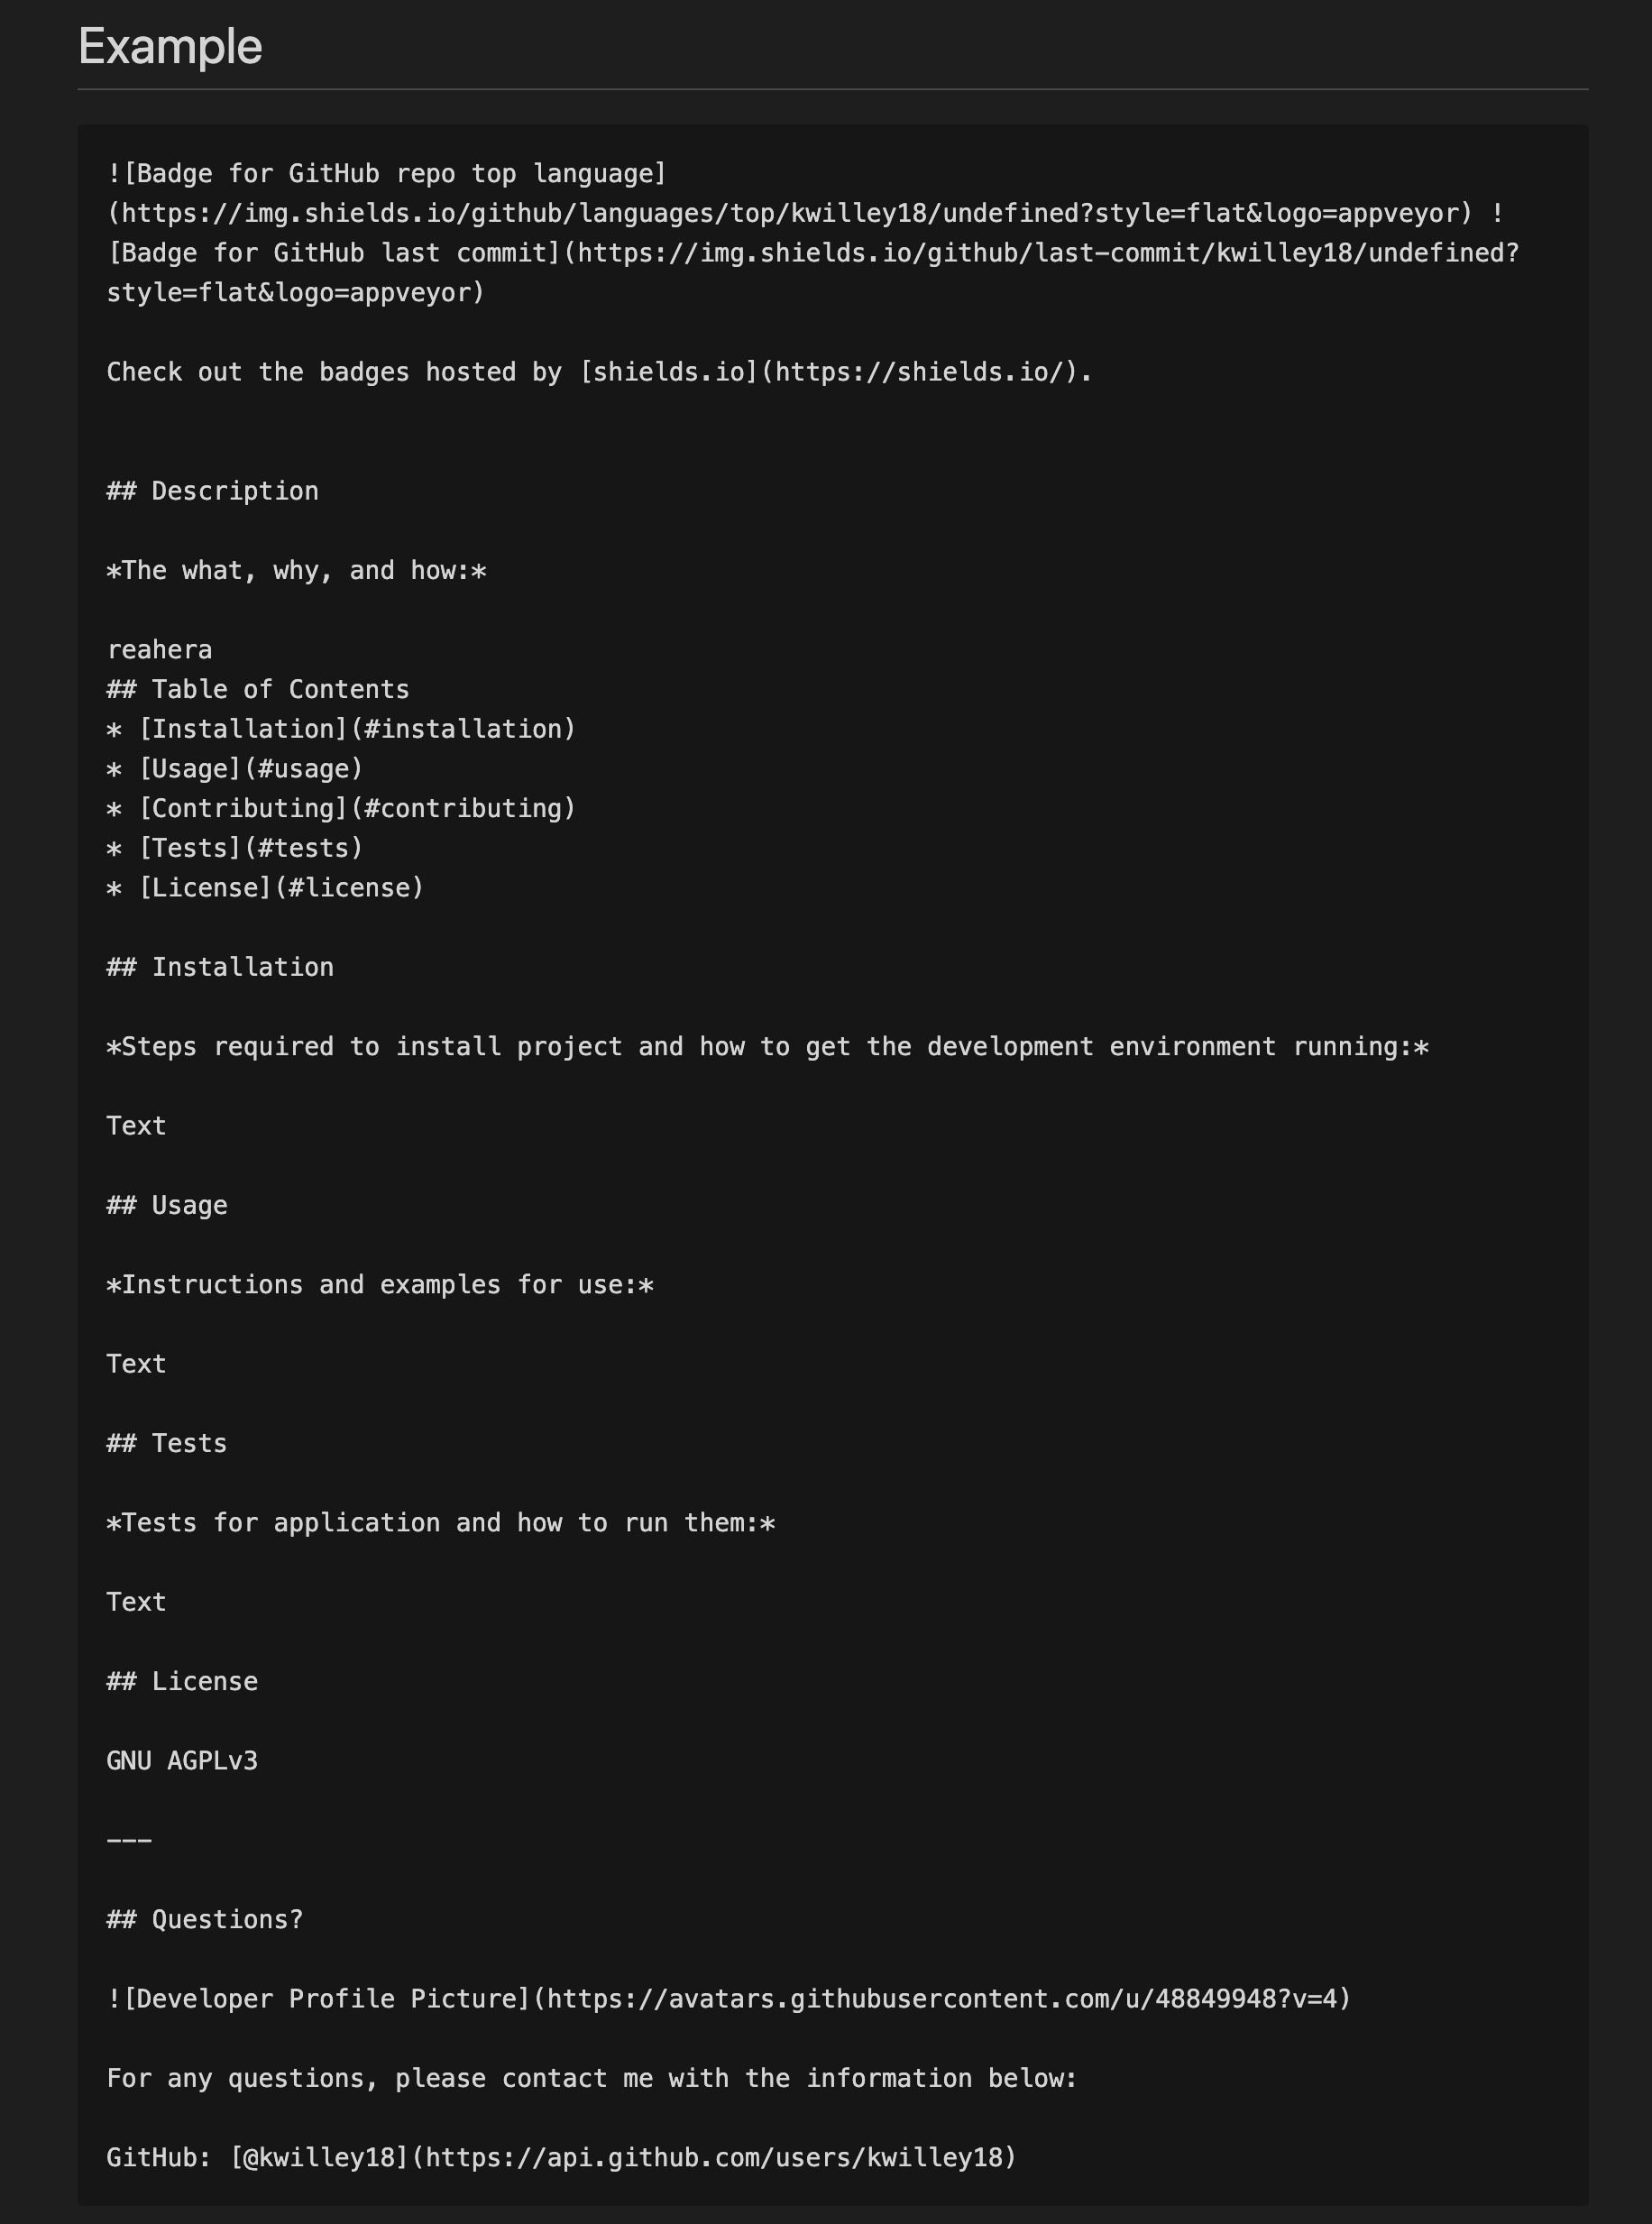 Example
![Badge for GitHub repo top language]
(https://img.shields.io/github/languages/top/kwilley18/undefined?style=flat&logo=appveyor) !
[Badge for GitHub last commit](https://img.shields.io/github/last-commit/kwilley18/undefined?
style=flat&logo=appveyor)
Check out the badges hosted by [shields.io](https://shields.io/).
## Description
*The what, why, and how:*
reahera
## Table of Contents
* [Installation](#installation)
* [Usage](#usage)
* [Contributing](#contributing)
* [Tests](#tests)
* [License](#license)
## Installation
*Steps required to install project and how to get the development environment running:*
Text
## Usage
*Instructions and examples for use:*
Text
## Tests
*Tests for application and how to run them:*
Text
## License
GNU AGPLv3
---
## Questions?
![Developer Profile Picture](https://avatars.githubusercontent.com/u/48849948?v=4)
For any questions, please contact me with the information below:
GitHub: [@kwilley18](https://api.github.com/users/kwilley18)